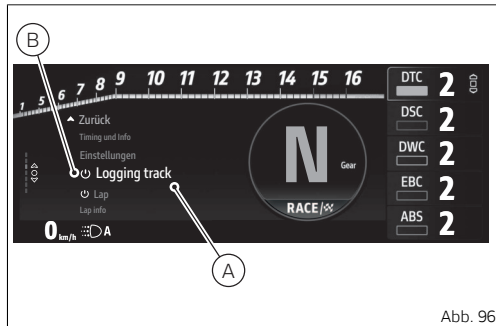 B
1 5 6 7 8 9 10 11 12 13 14 15 16
DTC 2
Zurück
Timing und Info
DSC 2
Einstellungen
DWC 2
Logging track
N Gear
Lap
EBC 2
Lap info
RACE/
0 km/h A
ABS 2
A
Abb. 96